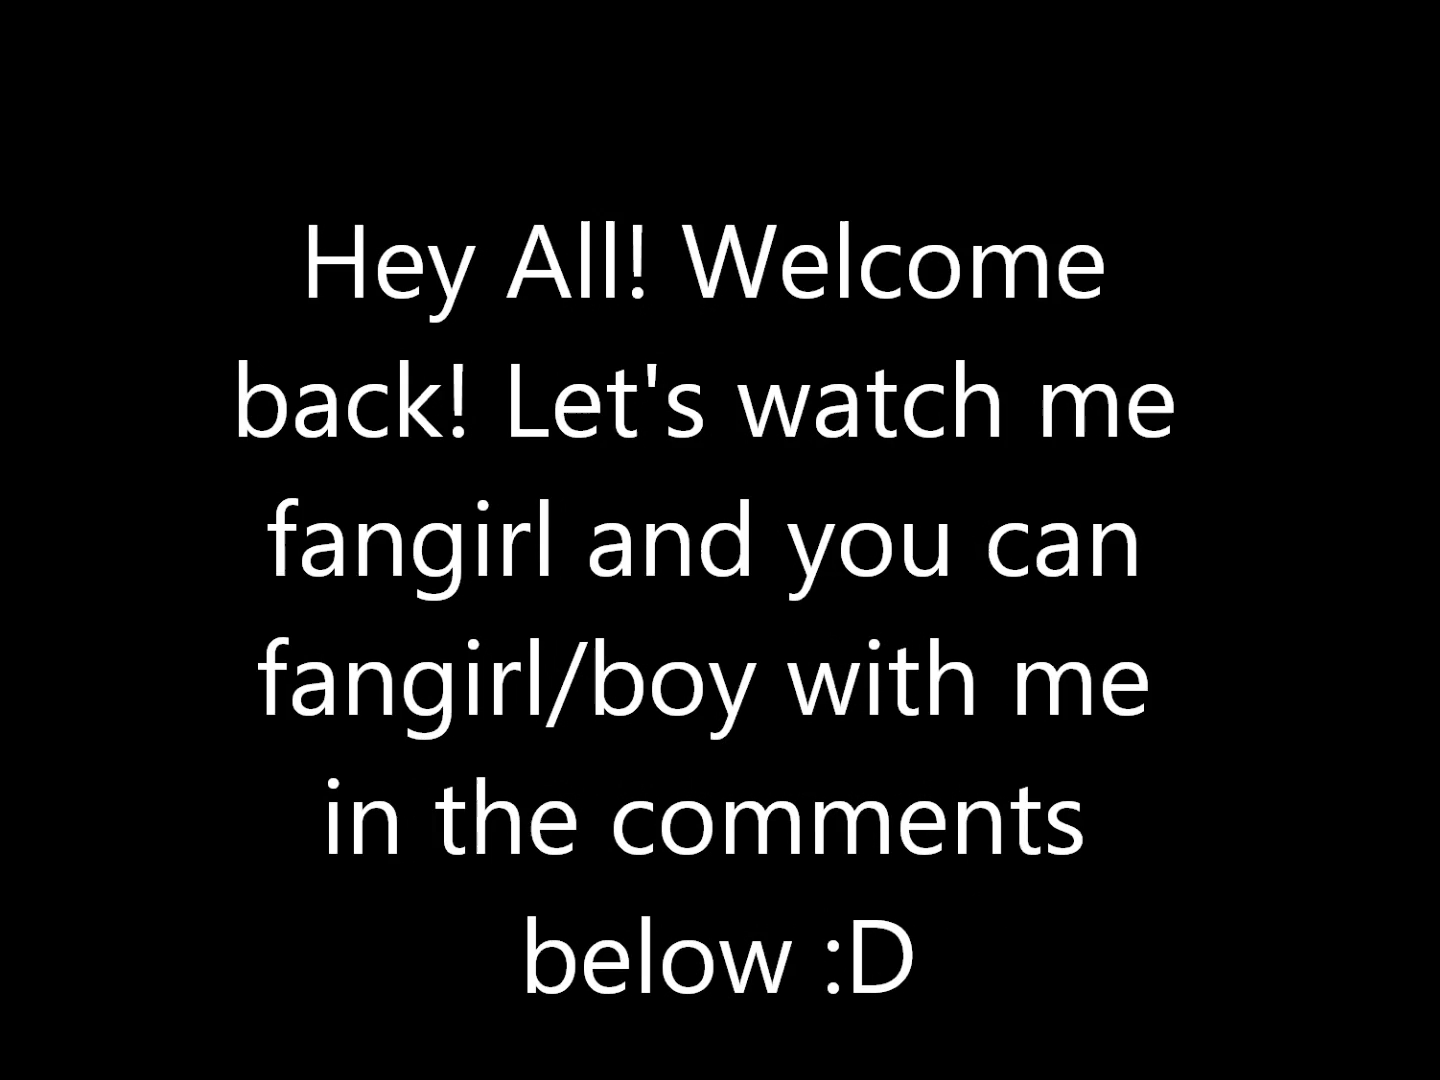 Hey All! Welcome
back! Let's watch me
fangirl and you can
fangirl/boy with me
in the comments
below :D